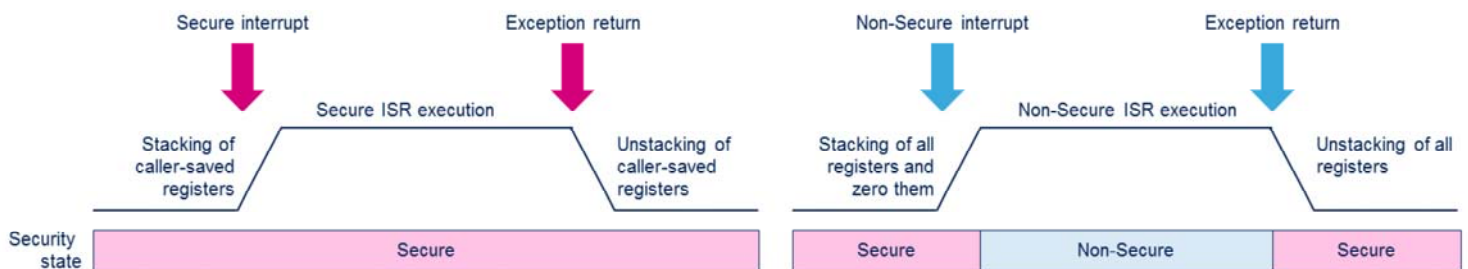 Secure interrupt
Exception return
Non-Secure interrupt
Exception return
Secure ISR execution
Non-Secure ISR execution
Stacking of
caller-saved
registers
Unstacking of
caller-saved
registers
Stacking of all
registers and
zero them
Unstacking of all
registers
Security
state
Secure
Secure
Non-Secure
Secure